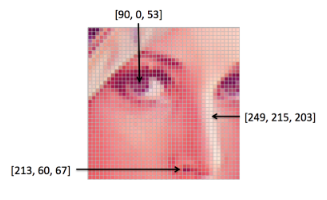 [90, 0, 53]
[249, 215, 203]
[213, 60, 67]